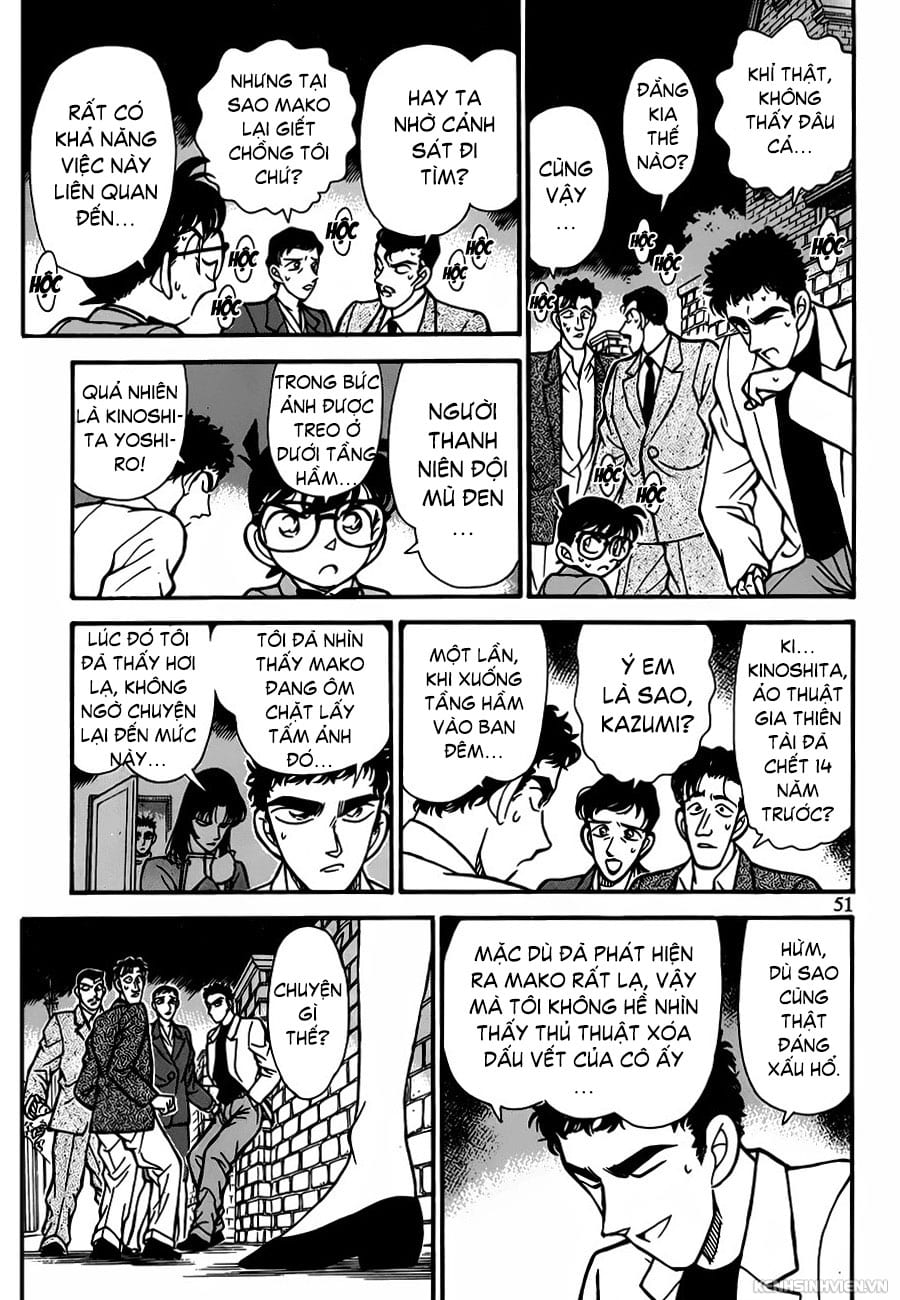 KHỈ THẬT,
KHÔNG
THẤY ĐÂU
CẢ...
ĐẰNG
KIA
THẾ
NÀO?
CŨNG
VẬY
...
HỘC
HỘC
HỘC
HỘC
HỘC
HỘC
HAY TA
NHỜ CẢNH
SÁT ĐI
TÌM?
NHƯNG TẠI
SAO MAKO
LẠI GIẾT
CHỒNG TÔI
CHỨ?
RẤT CÓ
KHẢ NĂNG
VIỆC NÀY
LIÊN QUAN
ĐẾN...
HỘC
HỘC
HỘC
HỘC
HỘC
HỘC
NGƯỜI
THANH
NIÊN ĐỘI
MŨ ĐEN
...
TRONG BỨC
ẢNH ĐƯỢC
TREO Ở
DƯỚI TẦNG
HẦM...
QUẢ NHIÊN
LÀ KINOSHI-
TA YOSHI-
RO!
KI...
KINOSHITA,
ẢO THUẬT
GIA THIÊN
TÀI ĐÃ
CHẾT 14
NĂM
TRƯỚC?
Ý EM
LÀ SAO,
KAZUMI?
MỘT LẦN,
KHI XUỐNG
TẦNG HẦM
VÀO BAN
ĐÊM...
TÔI ĐÃ NHÌN
THẤY MAKO
ĐANG ÔM
CHẶT LẤY
TẤM ẢNH
ĐÓ...
LÚC ĐÓ TÔI
ĐÃ THẤY HƠI
LẠ, KHÔNG
NGỜ CHUYỆN
LẠI ĐẾN MỨC
NÀY...
51
HỪM,
DÙ SAO
CŨNG
THẬT
ĐÁNG
XẤU HỔ.
MẶC DÙ ĐÃ PHÁT HIỆN
RA MAKO RẤT LẠ, VẬY
MÀ TÔI KHÔNG HỀ NHÌN
THẤY THỦ THUẬT XÓA
DẤU VẾT CỦA CÔ ẤY
...
CHUYỆN
GÌ
THẾ?
KENHSINHVIEN.VN